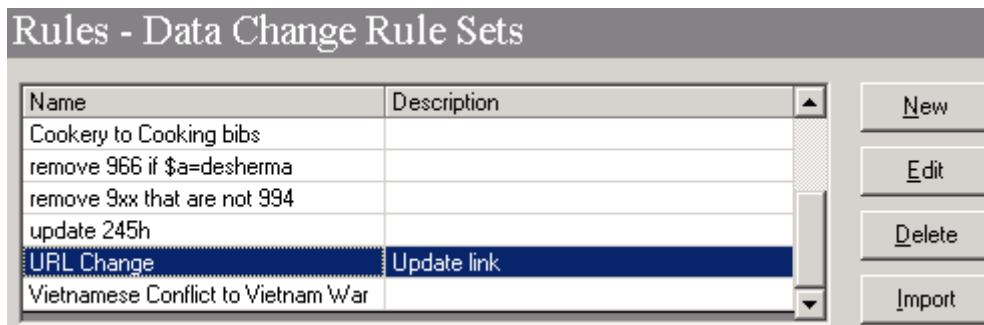 Rules - Data Change Rule Sets
Name Description
New
Cookery to Cooking bibs
remove 966 if $a=desherma
Edit
remove 9xx that are not 994
update 245h
Delete
URL Change Update link
Vietnamese Conflict to Vietnam War
Import